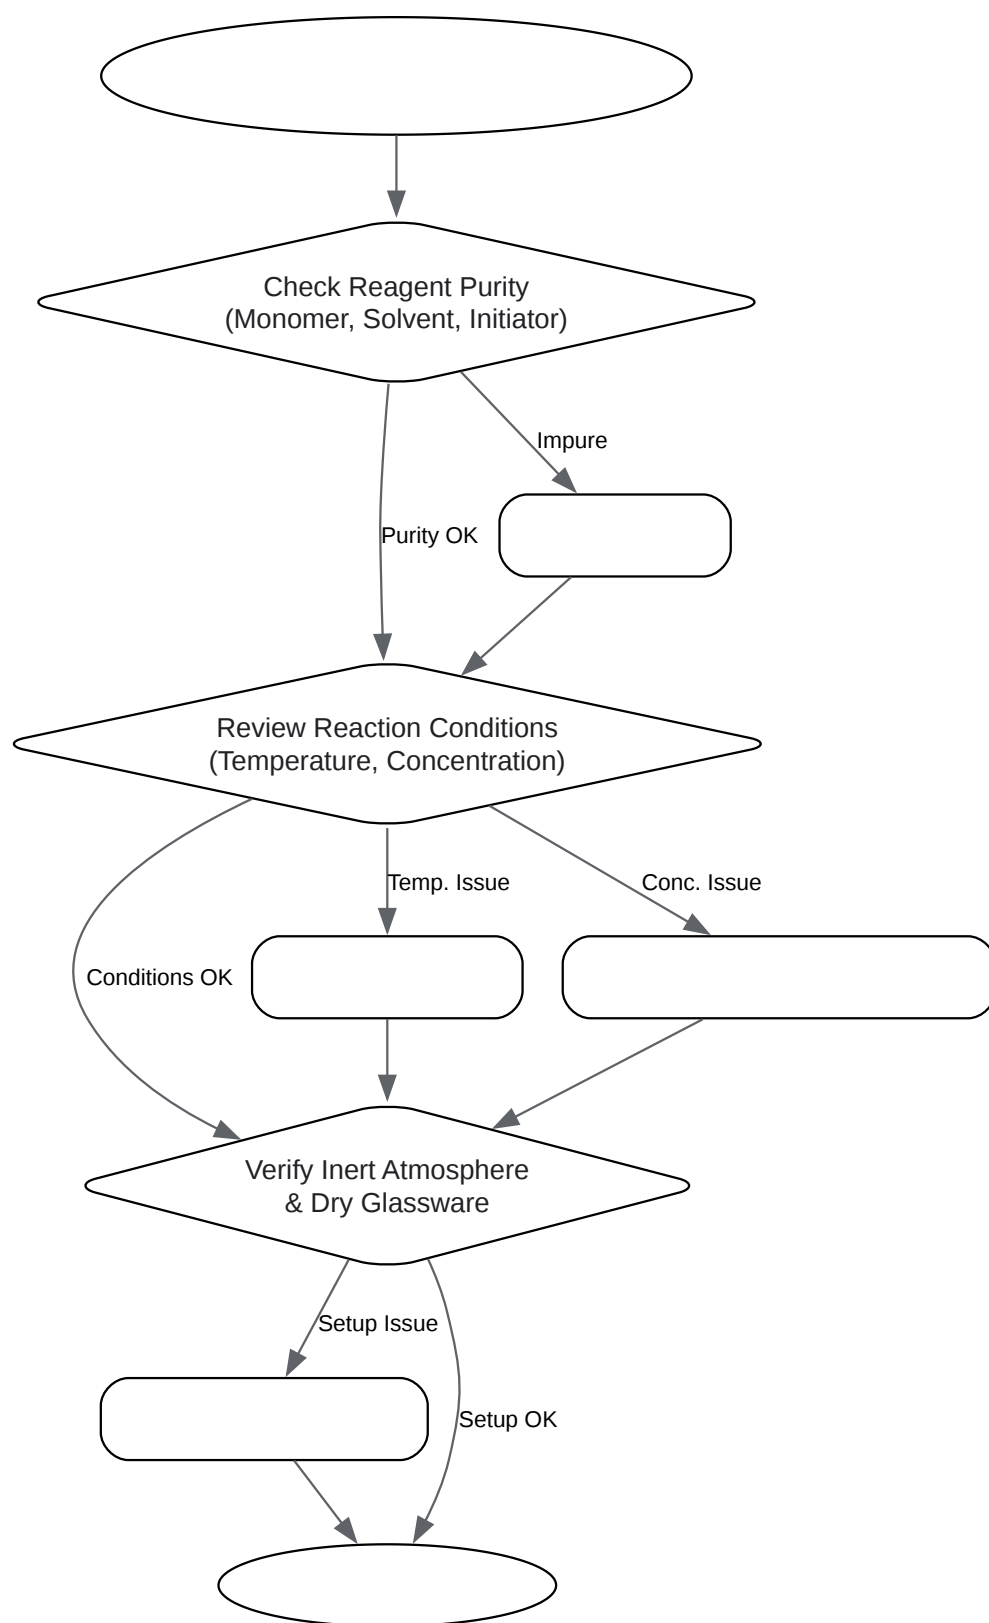 Check Reagent Purity
(Monomer, Solvent, Initiator)
Impure
Purity OK
Review Reaction Conditions
(Temperature, Concentration)
Temp. Issue
Conc. Issue
Conditions OK
Verify Inert Atmosphere
& Dry Glassware
Setup Issue
Setup OK